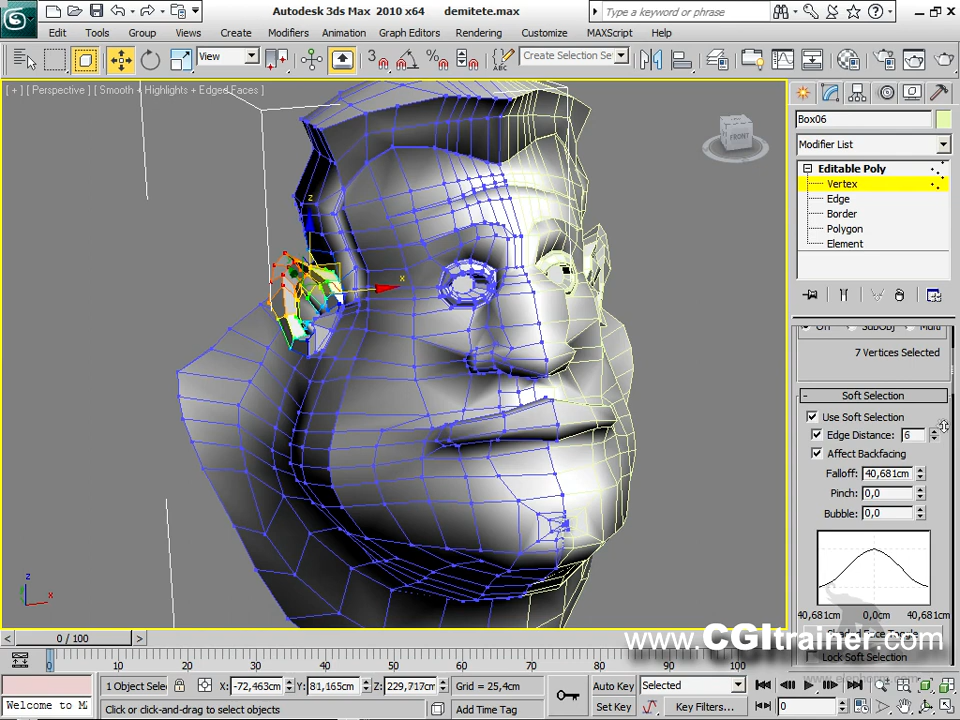 Autodesk 3ds Max 2010 x64 demitete.max
Type a keyword or phrase
Edit Tools Group Views Create Modifiers Animation Graph Editors Rendering Customize MAXScript Help
View
3
Create Selection Se
[ + ] [ Perspective ] [ Smooth + Highlights + Edged Faces ]
FRONT
z
x
Box06
Modifier List
Editable Poly
Vertex
Edge
Border
Polygon
Element
Off SubObj Multi
7 Vertices Selected
Soft Selection
Use Soft Selection
Edge Distance: 6
Affect Backfacing
Falloff: 40,681cm
Pinch: 0,0
Bubble: 0,0
40,681cm 0,0cm 40,681cm
www.CGItrainer.com
Lock Soft Selection
z
x
0 / 100
0 10 20 30 40 50 60 70 80 90 100
1 Object Sele X: -72,463cm Y: 81,165cm Z: 229,717cm Grid = 25,4cm Auto Key Selected
Welcome to M Click or click-and-drag to select objects Add Time Tag Set Key Key Filters... 0